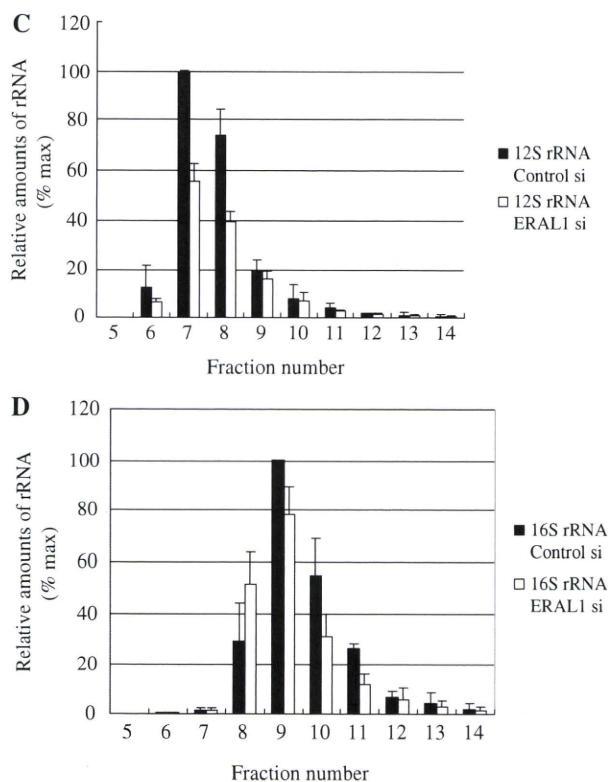 C
Relative amounts of rRNA
(% max)
120
100
80
60
40
20
0
5 6 7 8 9 10 11 12 13 14
Fraction number
12S rRNA
Control si
12S rRNA
ERAL1 si
D
Relative amounts of rRNA
(% max)
120
100
80
60
40
20
0
5 6 7 8 9 10 11 12 13 14
Fraction number
16S rRNA
Control si
16S rRNA
ERAL1 si